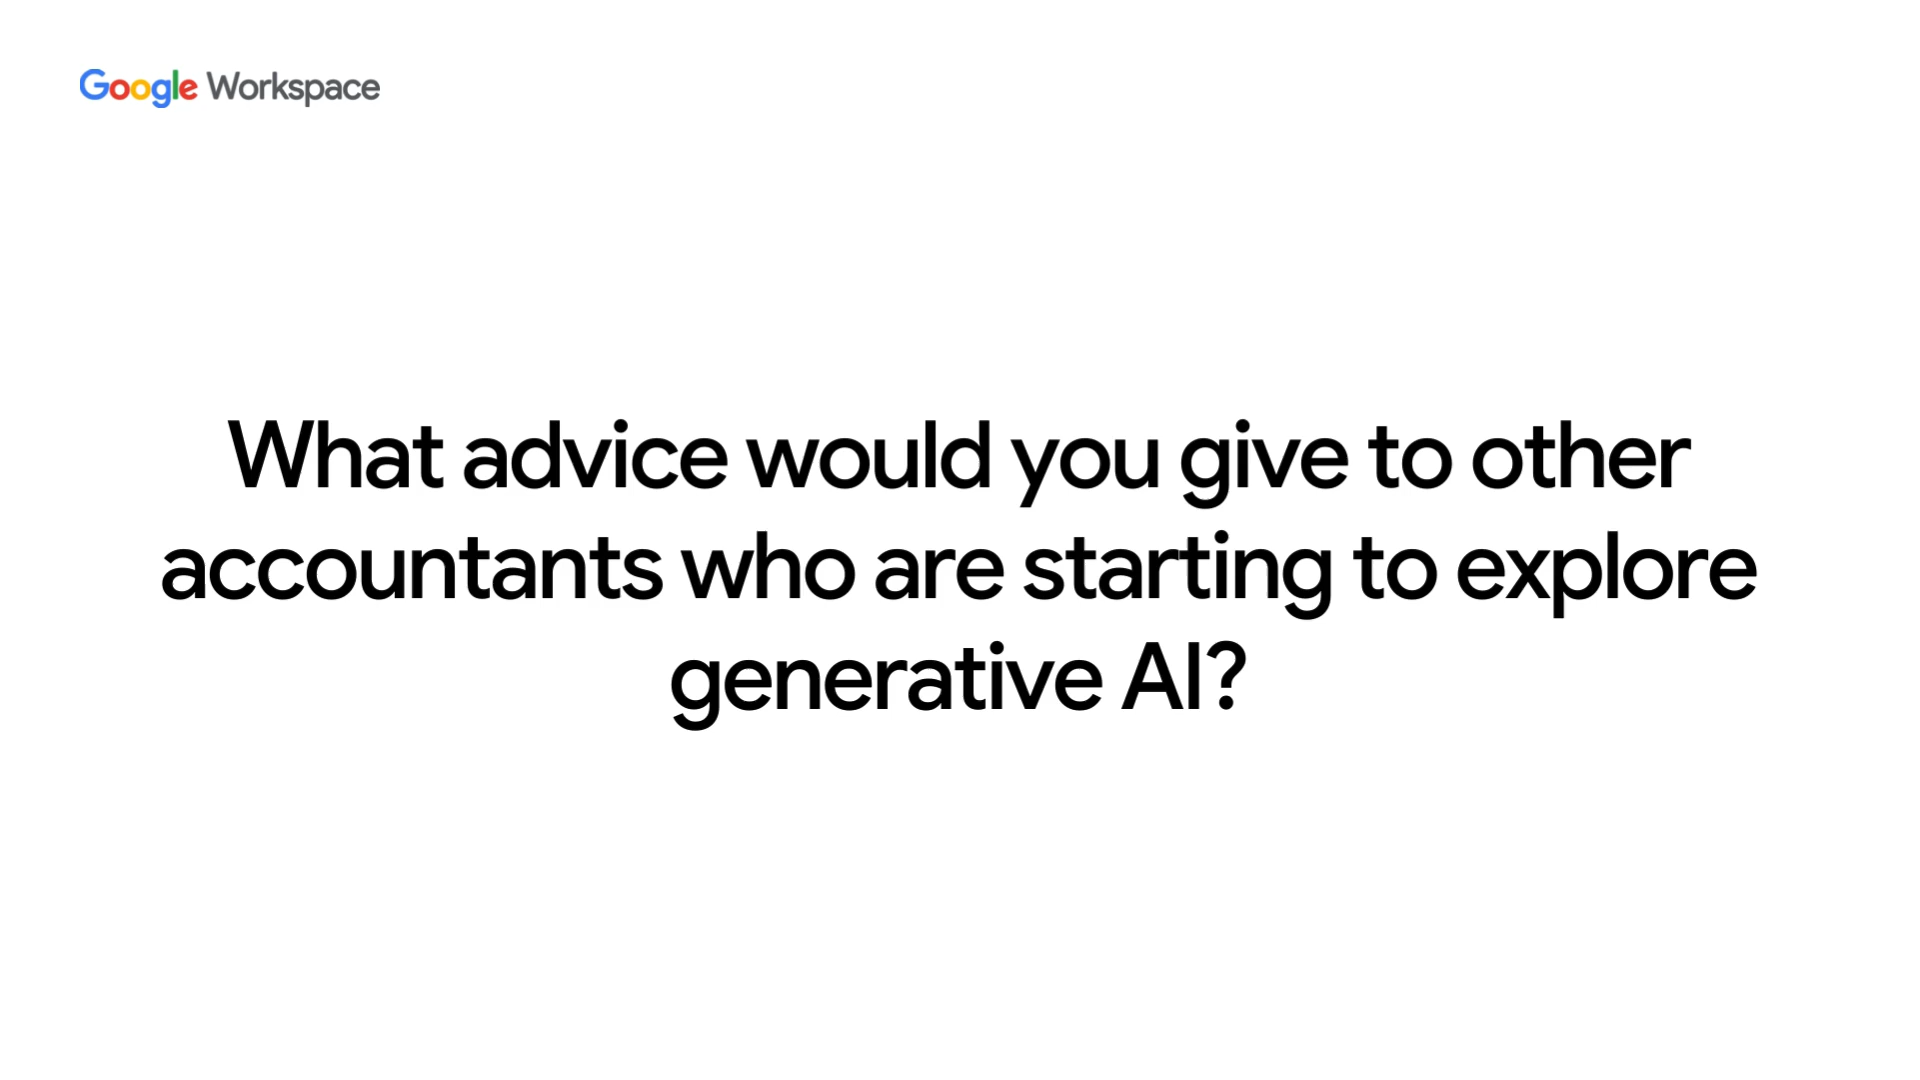 Google Workspace
What advice would you give to other
accountants who are starting to explore
generative AI?